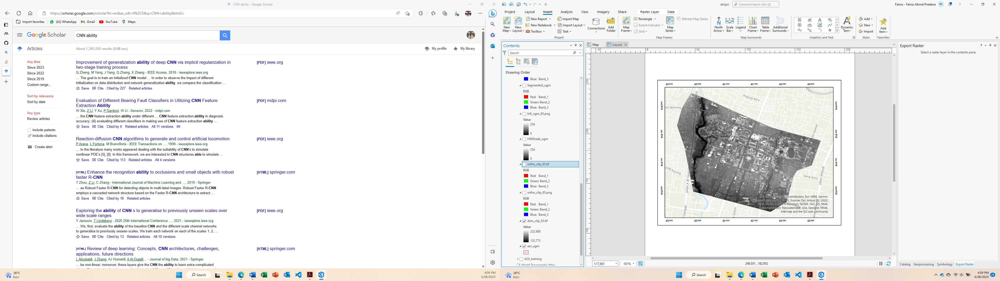 CNN ability - Google Scholar
https://scholar.google.com/scholar?hl=en&as_sdt=0%2C5&q=CNN+ability&btnG=
Import favorites
(42) WhatsApp
Gmail
YouTube
Maps
Google Scholar
CNN ability
Articles
About 1,260,000 results (0.08 sec)
My profile
My library
Any time
Since 2023
Since 2022
Since 2019
Custom range...
Sort by relevance
Sort by date
Any type
Review articles
include patents
include citations
Create alert
Improvement of generalization ability of deep CNN via implicit regularization in
two-stage training process
Q Zheng, M Yang, J Yang, Q Zhang, X Zhang - IEEE Access, 2018 - ieeexplore.ieee.org
… The goal is to train an initialized CNN model … In order to observe the impact of different
initialization on data distribution and network generalization ability, we compare the classification …
Save Cite Cited by 227 Related articles
[PDF] ieee.org
Evaluation of Different Bearing Fault Classifiers in Utilizing CNN Feature
Extraction Ability
W Xie, Z Li, Y Xu, P Gardoni, W Li - Sensors, 2022 - mdpi.com
… the CNN feature extraction ability under different … CNN feature extraction ability in diagnosis
accuracy; (iii) evaluating different classifiers in making use of CNN feature extraction ability …
Save Cite Cited by 6 Related articles All 11 versions
[PDF] mdpi.com
Reaction-diffusion CNN algorithms to generate and control artificial locomotion
P Arena, L Fortuna, M Branciforte - IEEE Transactions on …, 1999 - ieeexplore.ieee.org
… In the literature many works appeared dealing with the suitability of CNN's to simulate
nonlinear PDE's [5], [8]. In this framework, we are interested in CNN structures able to simulate …
Save Cite Cited by 113 Related articles All 4 versions
[PDF] ieee.org
[HTML] Enhance the recognition ability to occlusions and small objects with robust
faster R-CNN
T Zhou, Z Li, C Zhang - International Journal of Machine Learning and …, 2019 - Springer
… as Robust Faster R-CNN for detecting objects in multi-label images. Robust Faster R-CNN
employs a cascaded network structure based on the Faster R-CNN architecture to extract …
Save Cite Cited by 16 Related articles
[HTML] springer.com
Exploring the ability of CNN s to generalise to previously unseen scales over
wide scale ranges
Y Jansson, T Lindeberg - 2020 25th International Conference …, 2021 - ieeexplore.ieee.org
… We, first, evaluate the ability of the baseline CNN and the different scale channel networks
to generalise to previously unseen scales. We train each network on each of the scales 1, 2, …
Save Cite Cited by 13 Related articles All 10 versions
[PDF] ieee.org
[HTML] Review of deep learning: Concepts, CNN architectures, challenges,
applications, future directions
L Alzubaidi, J Zhang, AJ Humaidi, A Al-Dujaili… - Journal of big Data, 2021 - Springer
… be non-linear; moreover, these layers give the CNN the ability to learn extra-complicated
[HTML] springer.com
26°C
Rain
Search
4:09 PM
4/28/2023
skripsi
Command Search (Alt+Q)
Fairuz - Fairuz Akmal Pradana
FA
Project Layout Insert Analysis View Imagery Share Raster Layer Data
New Map
New Layout
New Report
New Notebook
Toolbox
Import Map
Import Layout
Task
Connections
Add Folder
Project
Map Frame
Rectangle
Extent Indicator
Grid
Map Series
Refresh Map Series
Map Frames
North Arrow
0 5 10
Scale Bar
Legend
Chart Frame
Table Frame
Additional Surrounds
Map Surrounds
Dynamic Text
Graphics and Text
Add
New
Import
Styles
Add Item
Favorites
Contents
Search
Drawing Order
Blue: Band_3
Segmented_ugm
RGB
Red: Band_1
Green: Band_2
Blue: Band_3
hill_ugm_65.png
Value
254
0
HillShade_ugm
Value
254
0
ortho_clip_65.tif
RGB
Red: Band_1
Green: Band_2
Blue: Band_3
ortho_clip_65.png
RGB
Red: Band_1
Green: Band_2
Blue: Band_3
dsm_clip_65.tif
Value
232.908
132.773
aoi_ugm
AOI_training
World Topographic Map
Map
Layout
-50 0 50 100 150 200
250
200
150
100
430000 430500 431000 431500 432000 432500
9142000
9141500
9141000
9140500
9142000
9141500
9141000
9140500
Utara
Pogung Baru
Mataram
Royong
Gang Guru
Jalan Affandi
Sangaji
Contributors, Esri, HERE, Garmin,
Sources: Esri, Airbus DS, USGS,
N Robinson, NCEAS, NLS, OS, NMA,
Rijkswaterstaat, GSA, Geoland, FEMA,
Intermap and the GIS user community
430000 430500 431000 431500 432000 432500
1:17,601
101%
248.031 , 182.952
Export Raster
Select a raster layer in the contents pane.
Catalog Geoprocessing Symbology Export Raster
26°C
Rain
Search
4:09 PM
4/28/2023
24